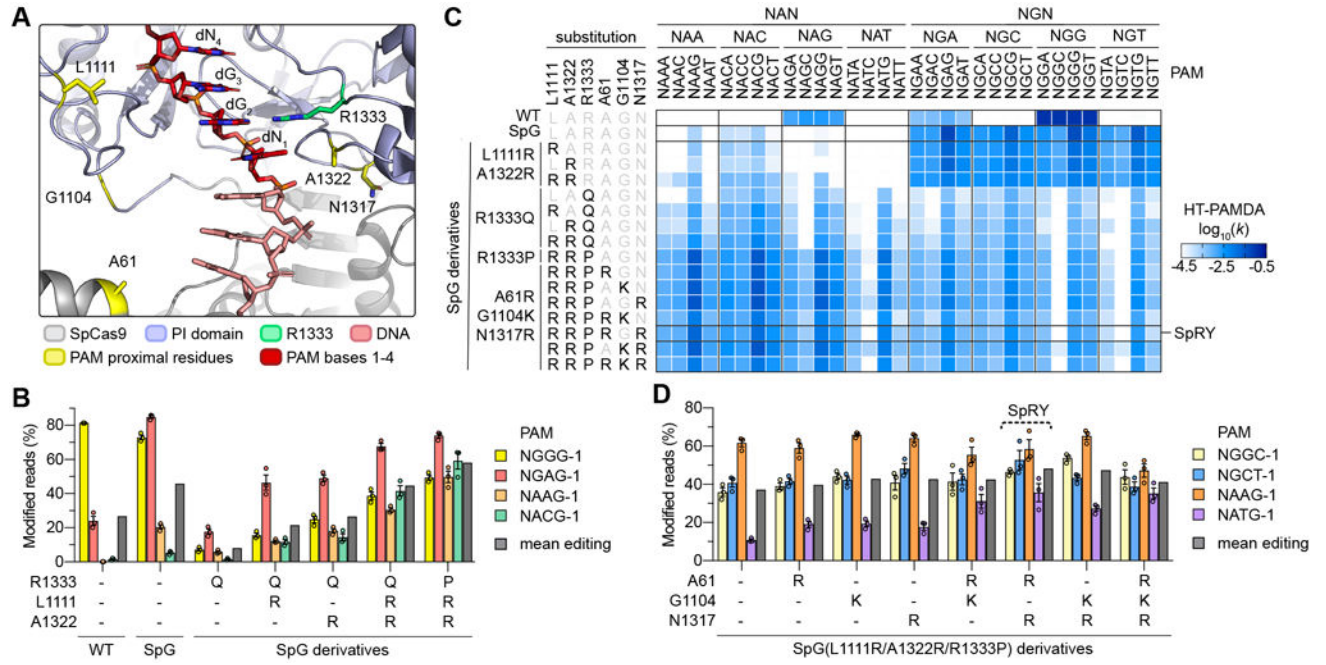 A
dN4
L1111
dG3
dG2
R1333
dN1
A1322
G1104
N1317
A61
SpCas9
PI domain
R1333
DNA
PAM proximal residues
PAM bases 1-4
B
Modified reads (%)
80
60
40
20
0
PAM
NGGG-1
NGAG-1
NAAG-1
NACG-1
mean editing
R1333 - - Q Q Q Q P
L1111 - - - R - R R
A1322 - - - - R R R
WT SpG SpG derivatives
C
NAN NGN
substitution NAA NAC NAG NAT NGA NGC NGG NGT
L1111 A1322 R1333 A61 G1104 N1317
NAAA NAAC NAAG NAAT NACA NACC NACG NACT NAGA NAGC NAGG NAGT NATA NATC NATG NATT NGAA NGAC NGAG NGAT NGCA NGCC NGCG NGCT NGGA NGGC NGGG NGGT NGTA NGTC NGTG NGTT
PAM
WT L A R A G N
SpG L A R A G N
SpG derivatives
L1111R
A1322R
R1333Q
R1333P
A61R
G1104K
N1317R
R A R A G N
L R R A G N
R R R A G N
L A Q A G N
R A Q A G N
L R Q A G N
R R Q A G N
R R P A G N
R R P R G N
R R P A K N
R R P A G R
R R P R K N
R R P R G R
R R P A K R
R R P R K R
HT-PAMDA
log10(k)
-4.5 -2.5 -0.5
SpRY
D
Modified reads (%)
80
60
40
20
0
SpRY
PAM
NGGC-1
NGCT-1
NAAG-1
NATG-1
mean editing
A61 - R - - R R - R
G1104 - - K - K - K K
N1317 - - - R - R R R
SpG(L1111R/A1322R/R1333P) derivatives